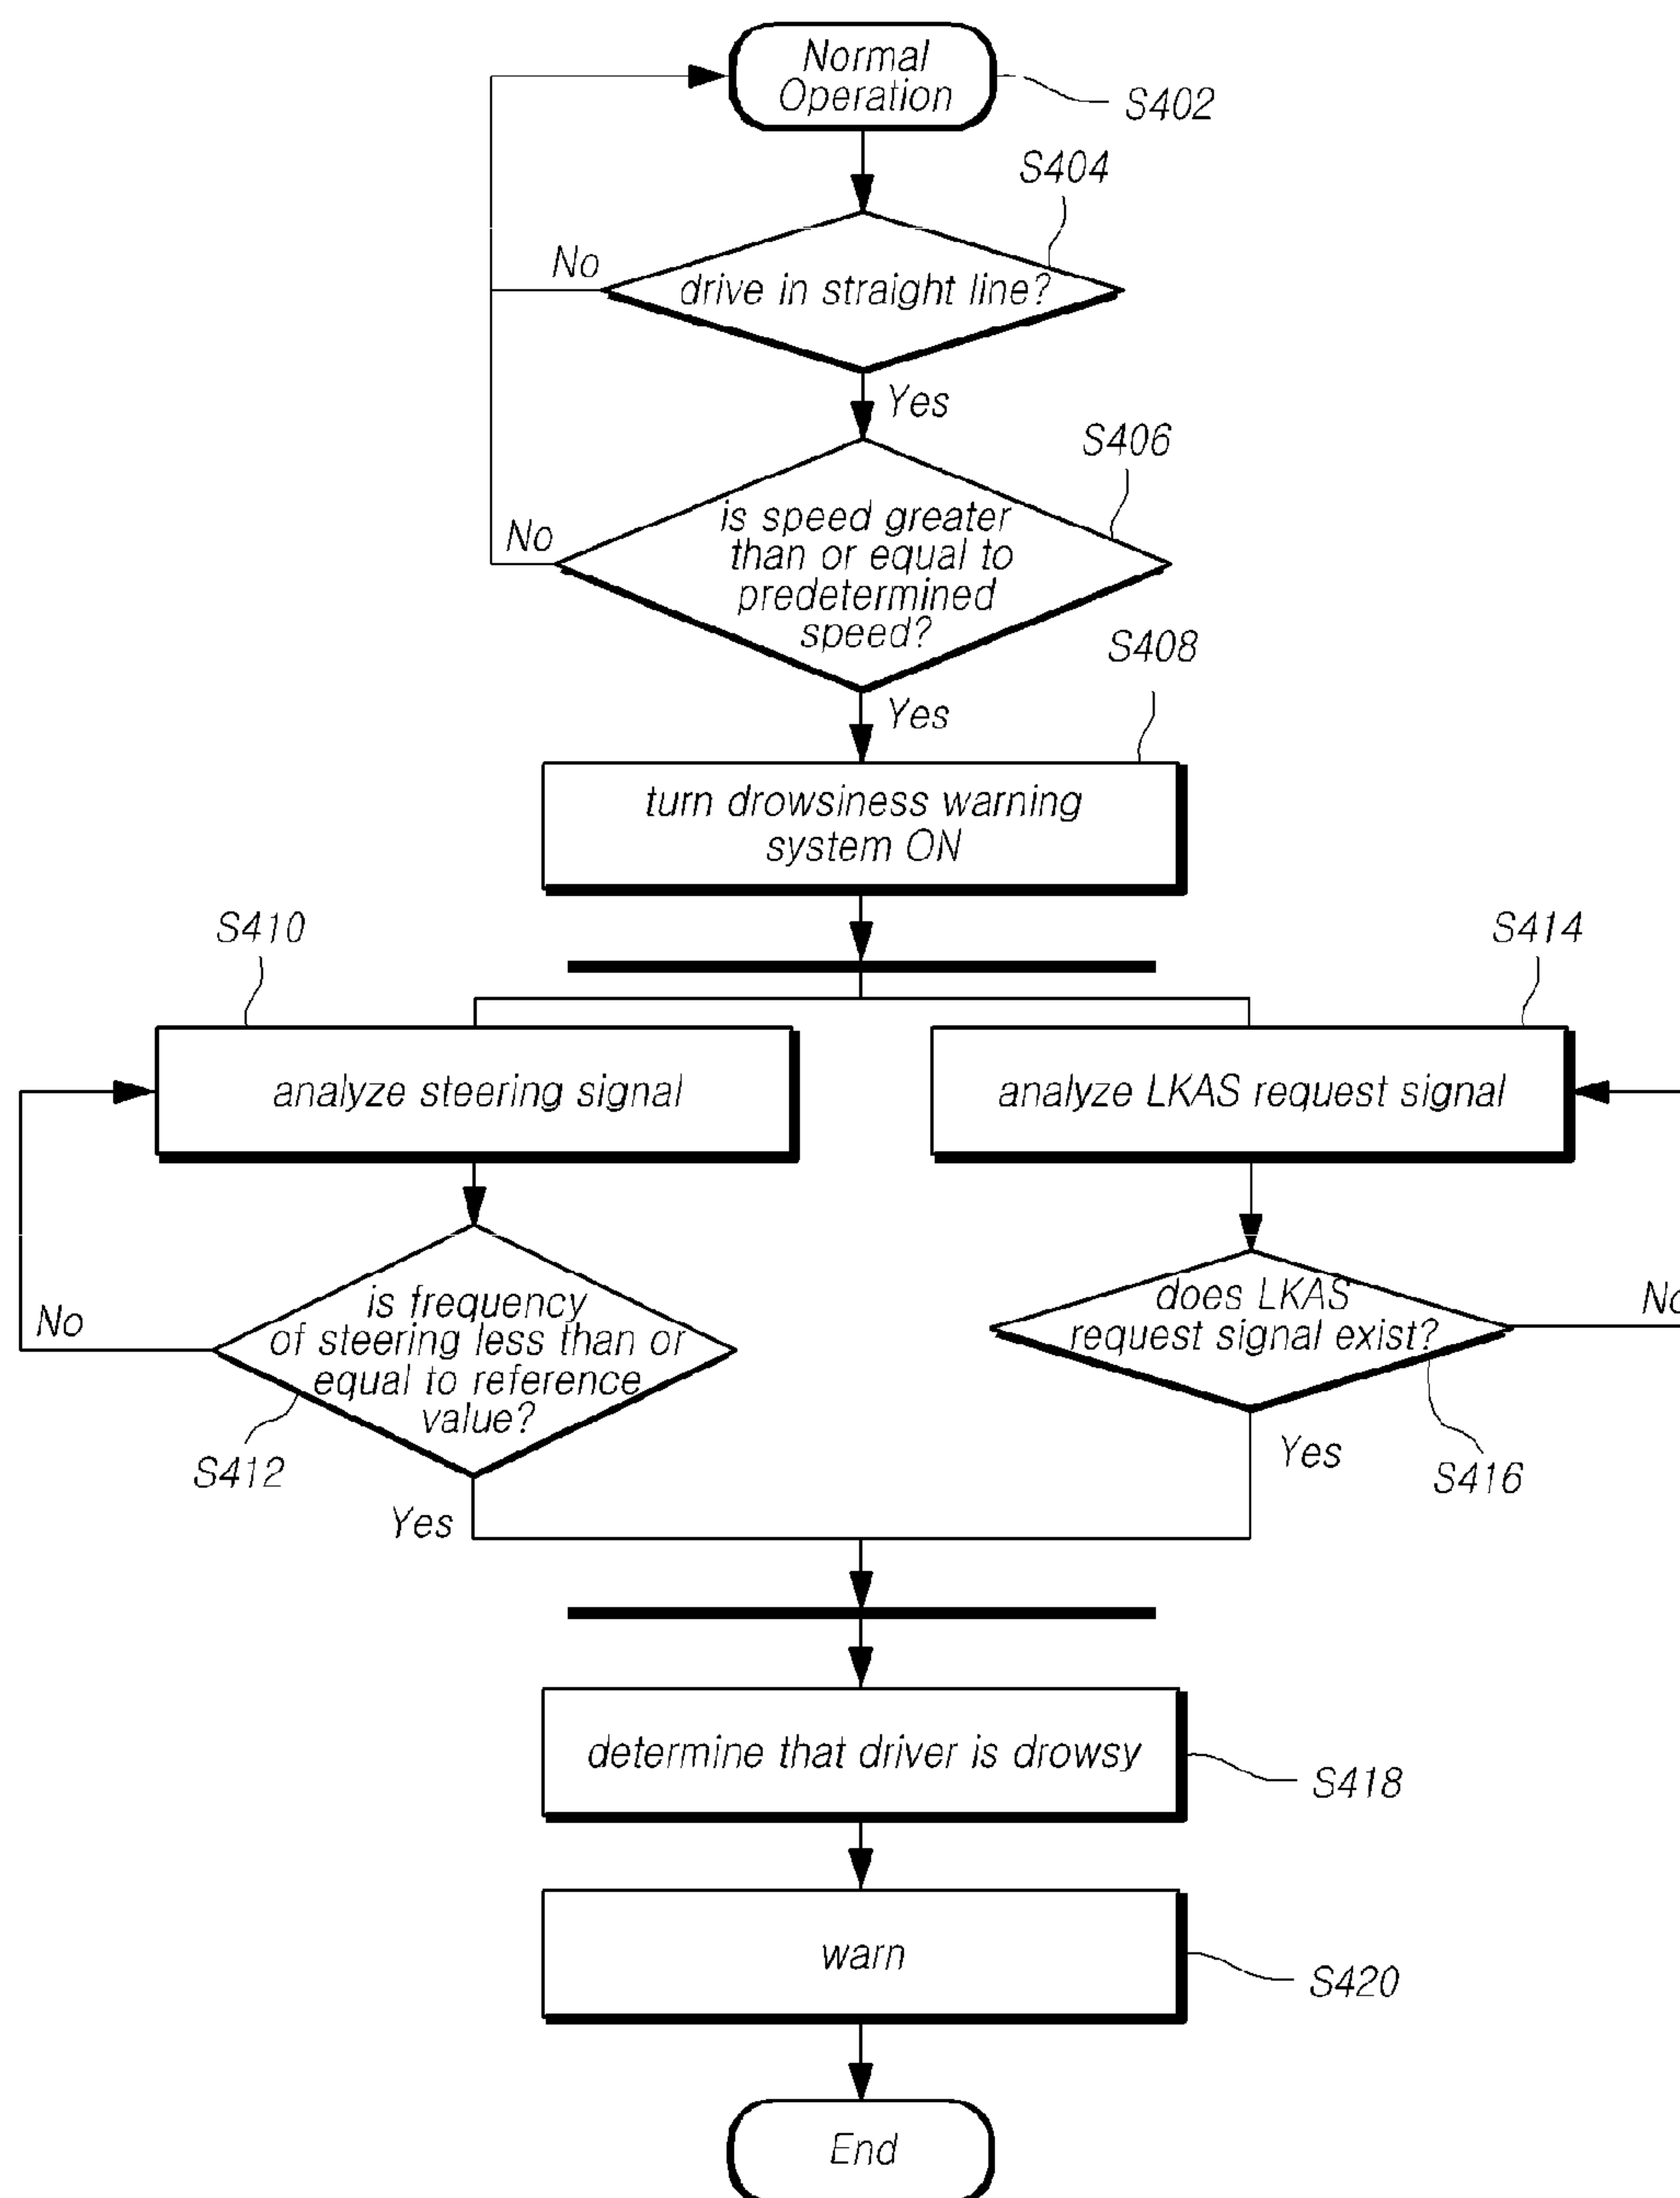 Normal
Operation
S402
S404
No
drive in straight line?
Yes
S406
is speed greater
than or equal to
predetermined
speed?
No
S408
Yes
turn drowsiness warning
system ON
S410
S414
analyze steering signal
analyze LKAS request signal
is frequency
of steering less than or
equal to reference
value?
No
does LKAS
request signal exist?
No
S412
Yes
S416
Yes
determine that driver is drowsy
S418
warn
S420
End